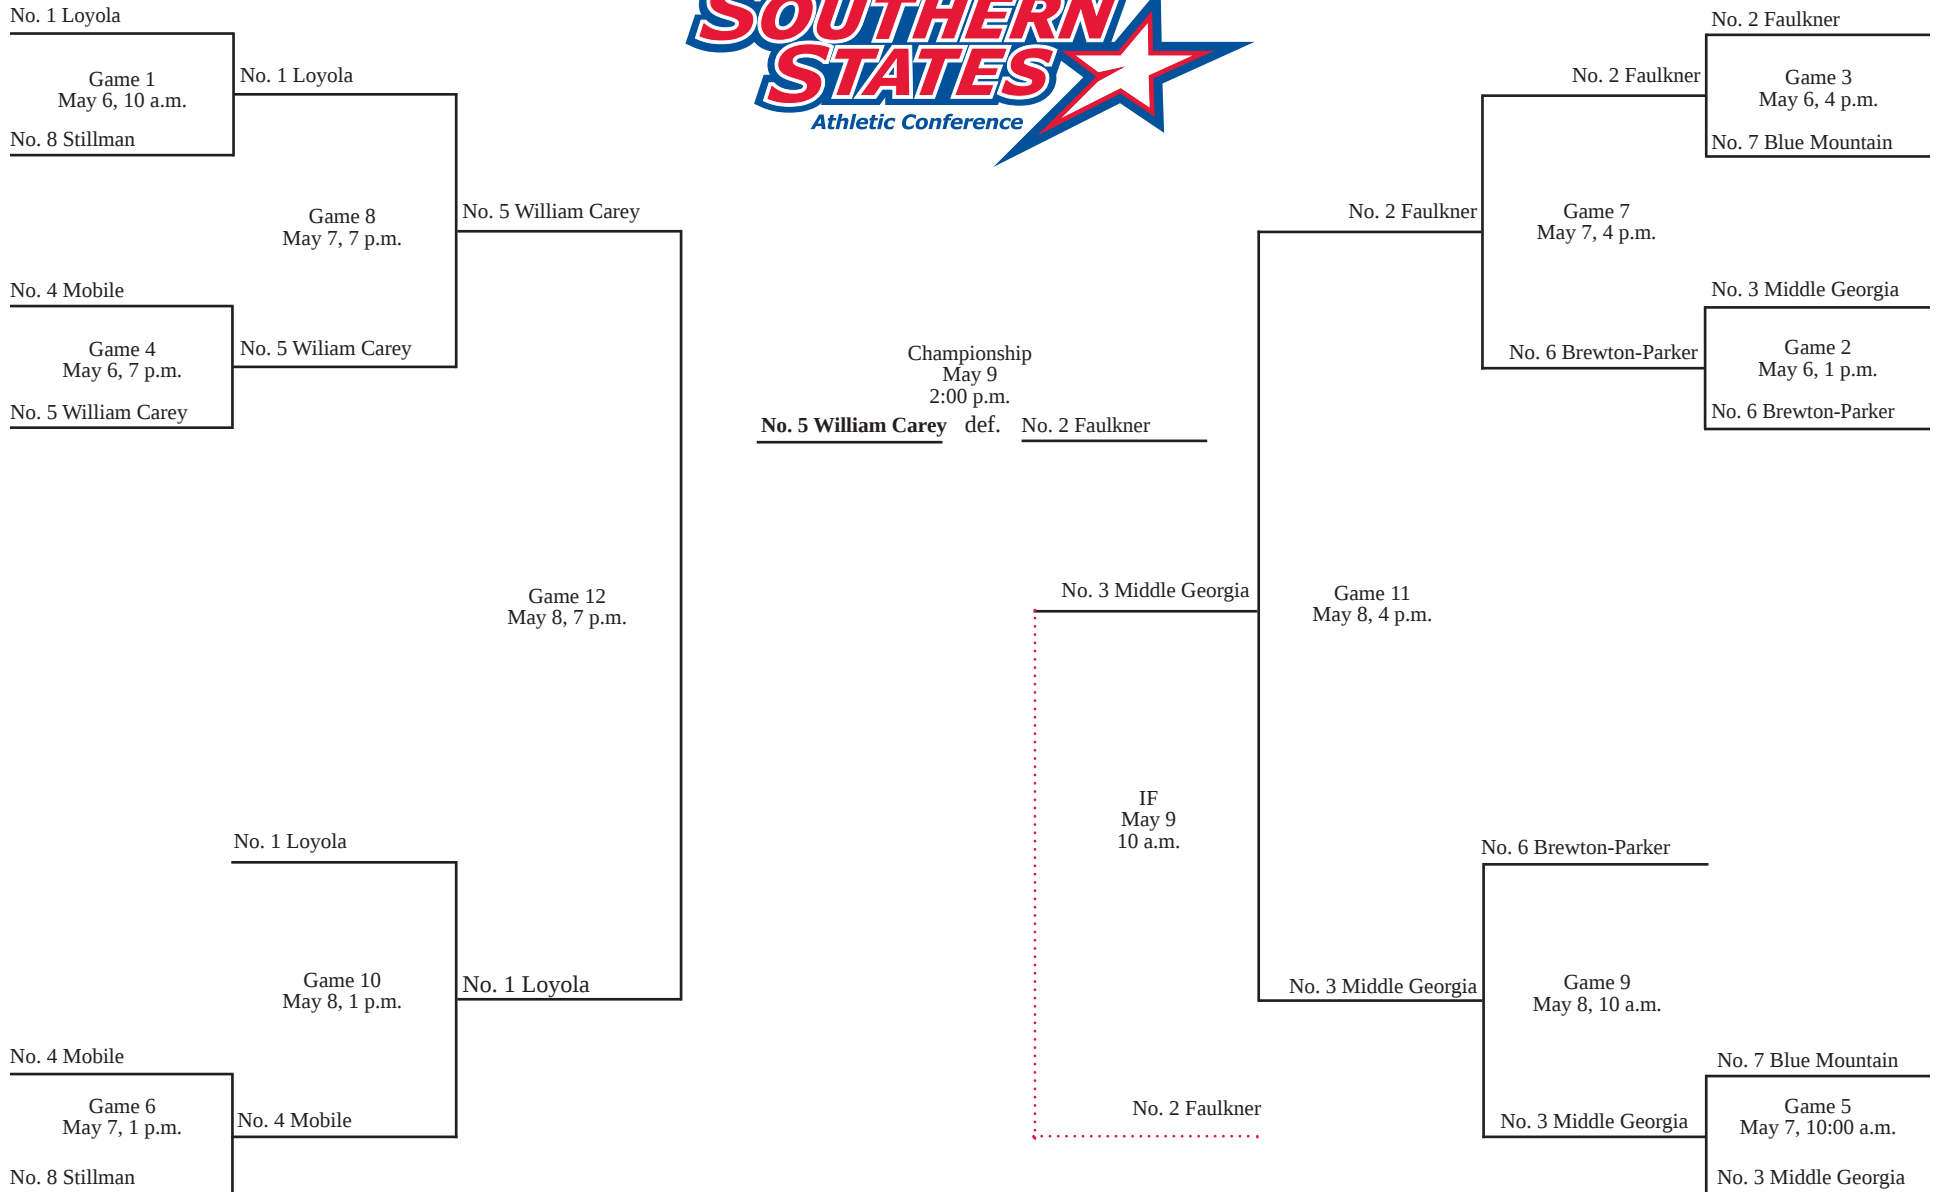 SOUTHERN
STATES
Athletic Conference
No. 1 Loyola
Game 1
May 6, 10 a.m.
No. 8 Stillman
No. 1 Loyola
Game 8
May 7, 7 p.m.
No. 4 Mobile
Game 4
May 6, 7 p.m.
No. 5 William Carey
No. 5 Wiliam Carey
No. 5 William Carey
Game 12
May 8, 7 p.m.
No. 1 Loyola
Game 10
May 8, 1 p.m.
No. 1 Loyola
No. 4 Mobile
Game 6
May 7, 1 p.m.
No. 8 Stillman
No. 4 Mobile
Championship
May 9
2:00 p.m.
No. 5 William Carey def. No. 2 Faulkner
No. 2 Faulkner
Game 3
May 6, 4 p.m.
No. 7 Blue Mountain
No. 2 Faulkner
Game 7
May 7, 4 p.m.
No. 2 Faulkner
No. 3 Middle Georgia
Game 2
May 6, 1 p.m.
No. 6 Brewton-Parker
No. 6 Brewton-Parker
No. 3 Middle Georgia
Game 11
May 8, 4 p.m.
IF
May 9
10 a.m.
No. 2 Faulkner
No. 6 Brewton-Parker
Game 9
May 8, 10 a.m.
No. 3 Middle Georgia
No. 7 Blue Mountain
Game 5
May 7, 10:00 a.m.
No. 3 Middle Georgia
No. 3 Middle Georgia